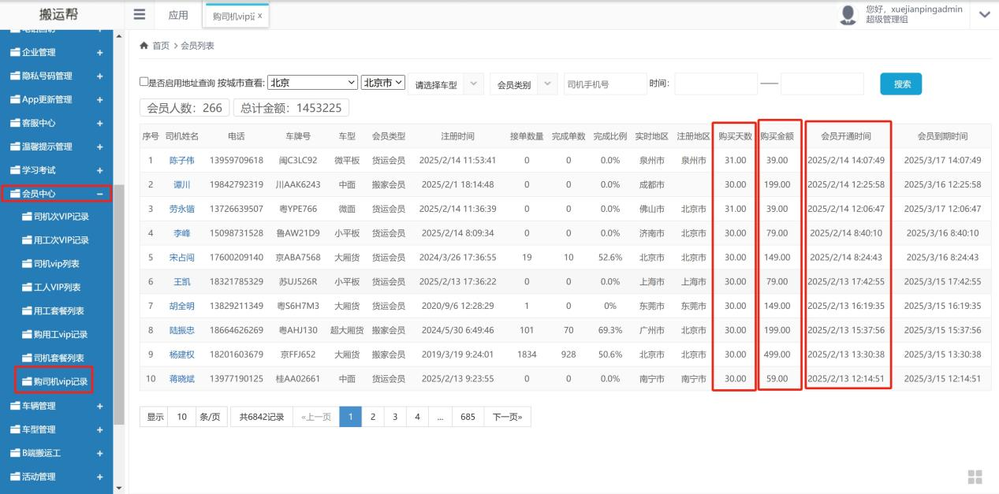 搬运帮
应用
购司机vip记 x
您好，xuejianpingadmin
超级管理组
企业管理 +
隐私号码管理 +
App更新管理 +
客服中心 +
温馨提示管理 +
学习考试 +
会员中心 −
司机次VIP记录
用工次VIP记录
司机vip列表
工人VIP列表
用工套餐列表
购用工vip记录
司机套餐列表
购司机vip记录
车辆管理 +
车型管理 +
B端搬运工 +
活动管理 +
首页 > 会员列表
是否启用地址查询 按城市查看: 北京 北京市 请选择车型 会员类别 司机手机号 时间: —— 搜索
会员人数: 266 总计金额: 1453225
序号 司机姓名 电话 车牌号 车型 会员类型 注册时间 接单数量 完成单数 完成比例 实时地区 注册地区 购买天数 购买金额 会员开通时间 会员到期时间
1 陈子伟 13959709618 闽C3LC92 微平板 货运会员 2025/2/14 11:53:41 0 0 0.0% 泉州市 泉州市 31.00 39.00 2025/2/14 14:07:49 2025/3/17 14:07:49
2 谭川 19842792319 川AAK6243 中面 搬家会员 2025/2/1 18:14:48 0 0 0.0% 成都市 30.00 199.00 2025/2/14 12:25:58 2025/3/16 12:25:58
3 劳永锴 13726639507 粤YPE766 微面 货运会员 2025/2/14 11:36:39 0 0 0.0% 佛山市 北京市 31.00 39.00 2025/2/14 12:06:47 2025/3/17 12:06:47
4 李峰 15098731528 鲁AW21D9 小平板 货运会员 2025/2/14 8:09:34 0 0 0.0% 济南市 北京市 30.00 79.00 2025/2/14 8:40:10 2025/3/16 8:40:10
5 宋占闯 17600209140 京ABA7568 大厢货 货运会员 2024/3/26 17:36:55 19 10 52.6% 北京市 北京市 30.00 149.00 2025/2/14 8:24:43 2025/3/16 8:24:43
6 王凯 18321785329 苏UJ526R 小平板 货运会员 2025/2/13 17:36:22 0 0 0.0% 上海市 上海市 30.00 79.00 2025/2/13 17:42:55 2025/3/15 17:42:55
7 胡全明 13829211349 粤S6H7M3 大厢货 货运会员 2020/9/6 12:28:29 1 0 0% 东莞市 东莞市 30.00 149.00 2025/2/13 16:19:35 2025/3/15 16:19:35
8 陆振忠 18664626269 粤AHJ130 超大厢货 搬家会员 2024/5/30 6:49:46 101 70 69.3% 广州市 北京市 30.00 199.00 2025/2/13 15:37:56 2025/3/15 15:37:56
9 杨建权 18201603679 京FFJ652 大厢货 搬家会员 2019/3/19 9:24:01 1834 928 50.6% 北京市 北京市 30.00 499.00 2025/2/13 13:30:38 2025/3/15 13:30:38
10 蒋晓斌 13977190125 桂AA02661 中面 货运会员 2025/2/13 9:23:55 0 0 0.0% 南宁市 南宁市 30.00 59.00 2025/2/13 12:14:51 2025/3/15 12:14:51
显示 10 条/页 共6842记录 «上一页 1 2 3 4 ... 685 下一页»